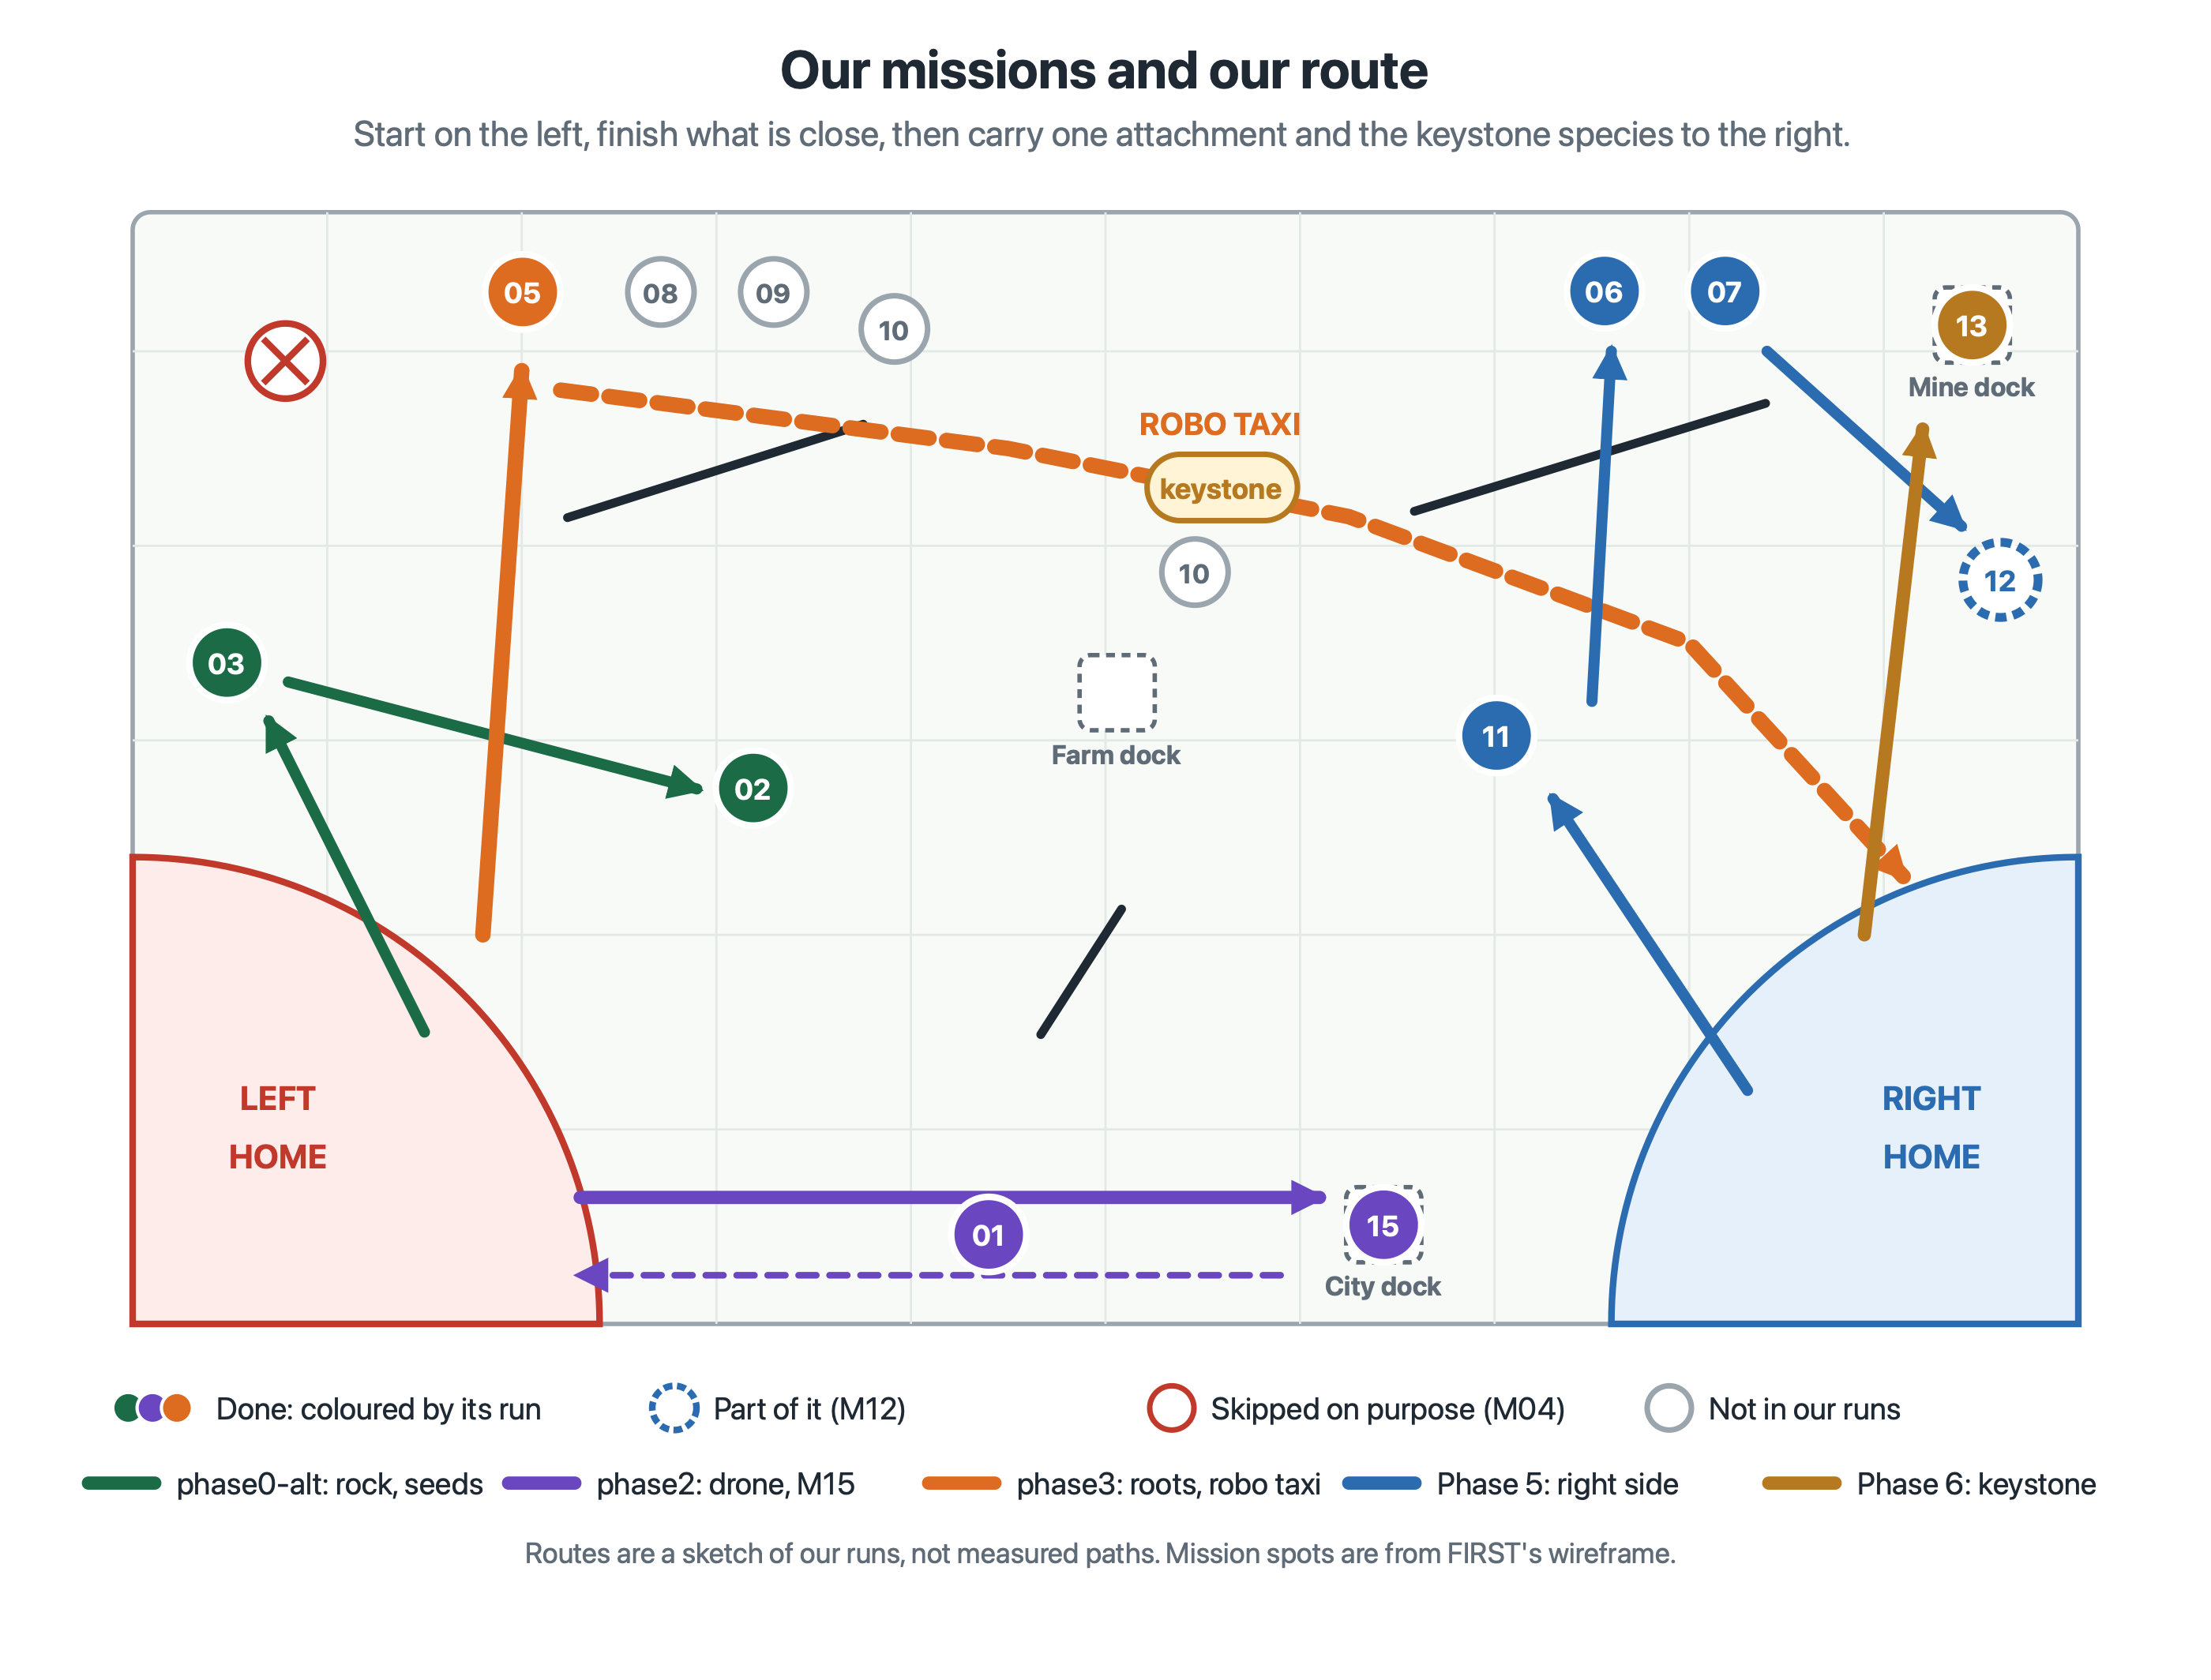 Our missions and our route
Start on the left, finish what is close, then carry one attachment and the keystone species to the right.
05
08
09
10
06
07
13
Mine dock
ROBO TAXI
keystone
10
12
03
02
Farm dock
11
LEFT
HOME
RIGHT
HOME
01
15
City dock
Done: coloured by its run
Part of it (M12)
Skipped on purpose (M04)
Not in our runs
phase0-alt: rock, seeds
phase2: drone, M15
phase3: roots, robo taxi
Phase 5: right side
Phase 6: keystone
Routes are a sketch of our runs, not measured paths. Mission spots are from FIRST's wireframe.